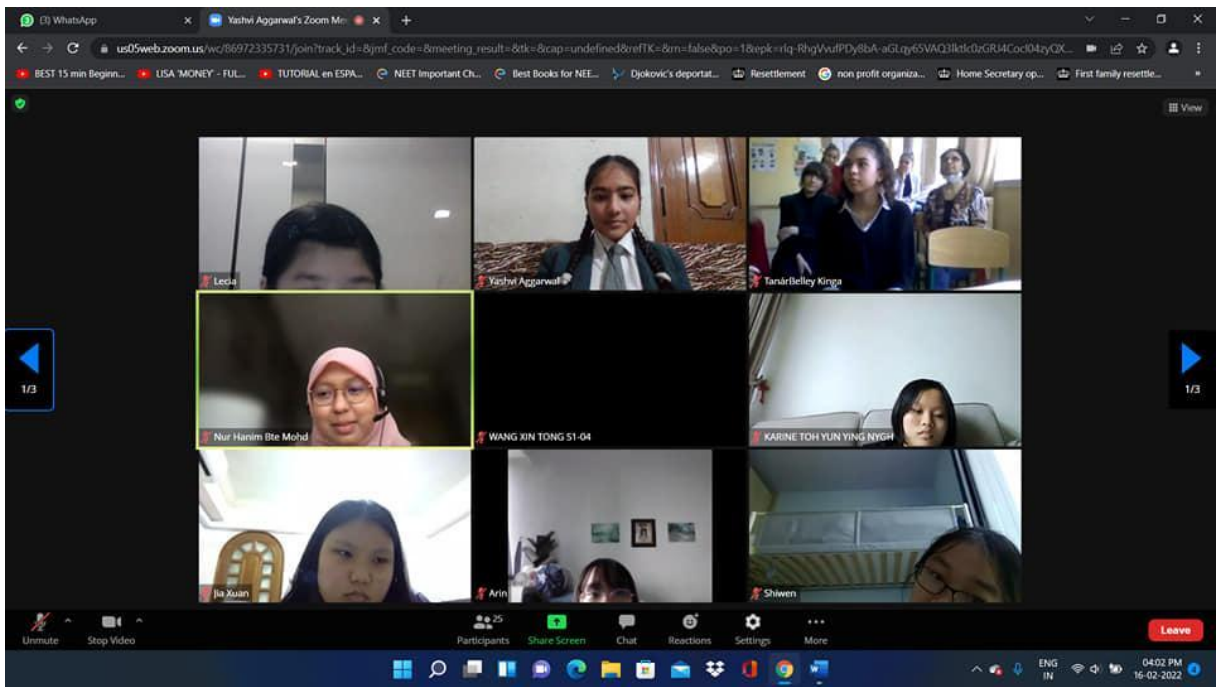 (3) WhatsApp
Yashvi Aggarwal's Zoom Me
us05web.zoom.us/wc/86972335731/join?track_id=&jmf_code=&meeting_result=&tk=&cap=undefined&refTK=&rn=false&po=1&epk=
BEST 15 min Beginn... LISA 'MONEY' - FUL... TUTORIAL en ESPA... NEET Important Ch... Best Books for NEE... Djokovic's deportat... Resettlement non profit organiza... Home Secretary op... First family resettle...
View
Lecia
Yashvi Aggarwal
TanárBelley Kinga
1/3
1/3
Nur Hanim Bte Mohd
WANG XIN TONG S1-04
KARINE TOH YUN YING NYGH
Jia Xuan
Arin
Shiwen
Unmute Stop Video Participants 25 Share Screen Chat Reactions Settings More Leave
ENG 04:02 PM
IN 16-02-2022